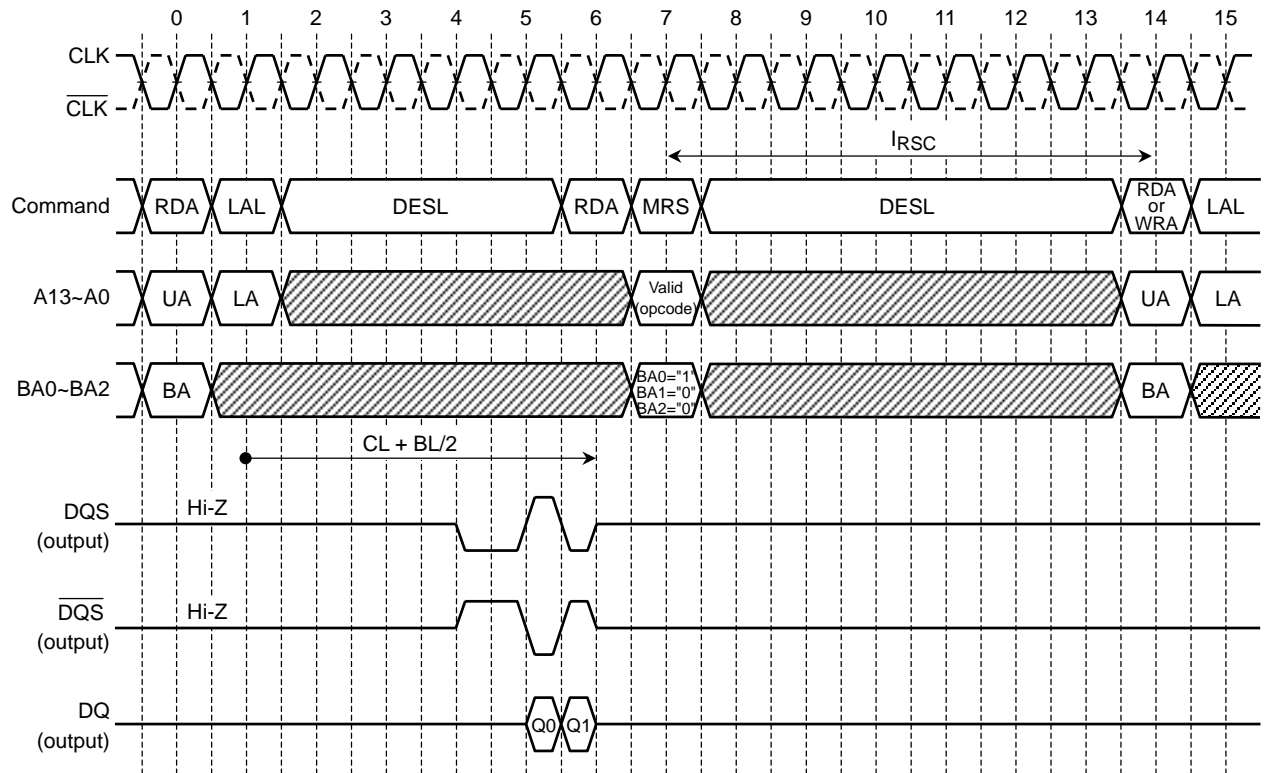 0 1 2 3 4 5 6 7 8 9 10 11 12 13 14 15
CLK
CLK
IRSC
Command RDA LAL DESL RDA MRS DESL RDA or WRA LAL
A13~A0 UA LA Valid (opcode) UA LA
BA0~BA2 BA BA0="1" BA1="0" BA2="0" BA
CL + BL/2
DQS Hi-Z
(output)
DQS Hi-Z
(output)
DQ Q0 Q1
(output)